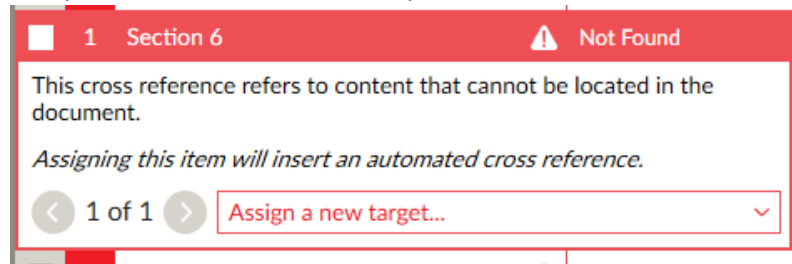 1 Section 6 Not Found
This cross reference refers to content that cannot be located in the
document.
Assigning this item will insert an automated cross reference.
1 of 1 Assign a new target...